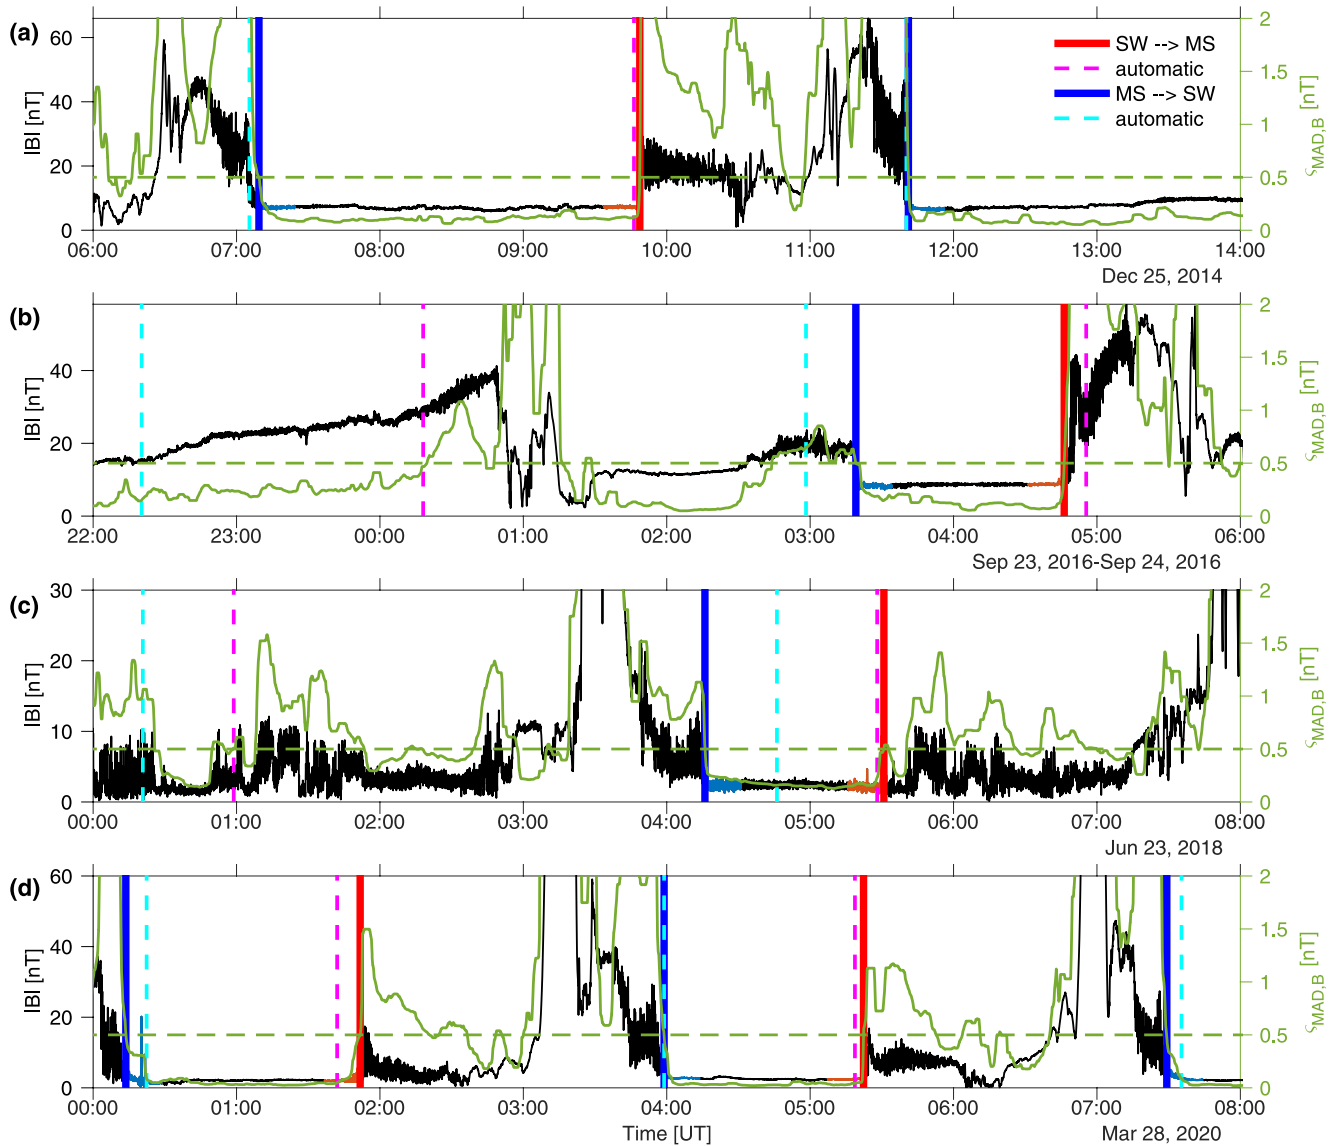 (a)
60
40
20
0
|B| [nT]
2
1.5
1
0.5
0
ςMAD,B [nT]
SW --> MS
automatic
MS --> SW
automatic
06:00 07:00 08:00 09:00 10:00 11:00 12:00 13:00 14:00
Dec 25, 2014
(b)
40
20
0
|B| [nT]
2
1.5
1
0.5
0
ςMAD,B [nT]
22:00 23:00 00:00 01:00 02:00 03:00 04:00 05:00 06:00
Sep 23, 2016-Sep 24, 2016
(c)
30
20
10
0
|B| [nT]
2
1.5
1
0.5
0
ςMAD,B [nT]
00:00 01:00 02:00 03:00 04:00 05:00 06:00 07:00 08:00
Jun 23, 2018
(d)
60
40
20
0
|B| [nT]
2
1.5
1
0.5
0
ςMAD,B [nT]
00:00 01:00 02:00 03:00 04:00 05:00 06:00 07:00 08:00
Time [UT]
Mar 28, 2020